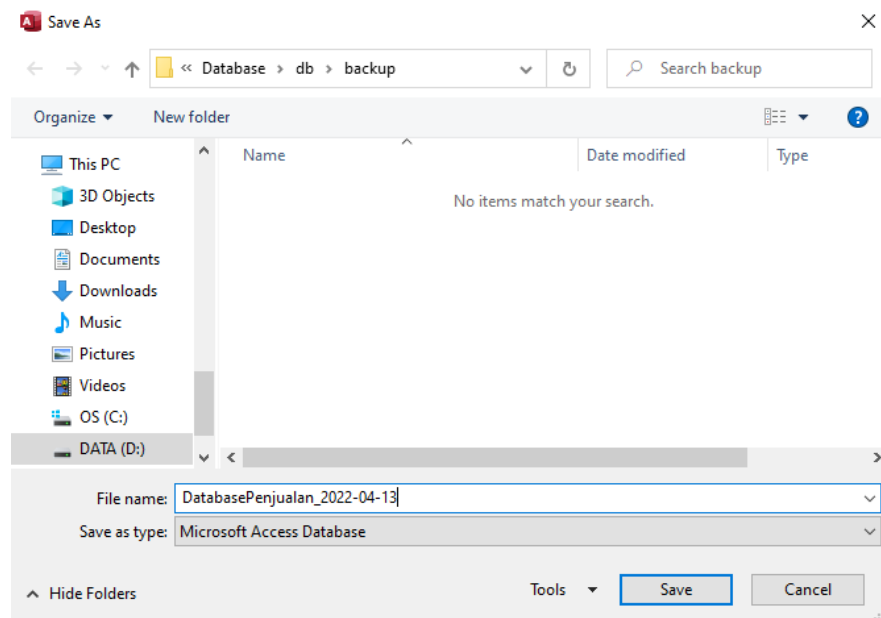 Save As
« Database › db › backup
Search backup
Organize
New folder
?
Name
Date modified
Type
No items match your search.
This PC
3D Objects
Desktop
Documents
Downloads
Music
Pictures
Videos
OS (C:)
DATA (D:)
File name: DatabasePenjualan_2022-04-13
Save as type: Microsoft Access Database
Hide Folders
Tools
Save
Cancel